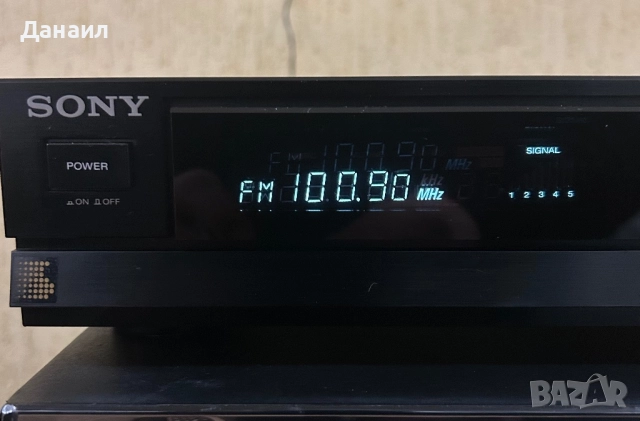 Данаил
SONY
POWER
ON OFF
SIGNAL
FM 100.90 MHz
1 2 3 4 5
BAZAR